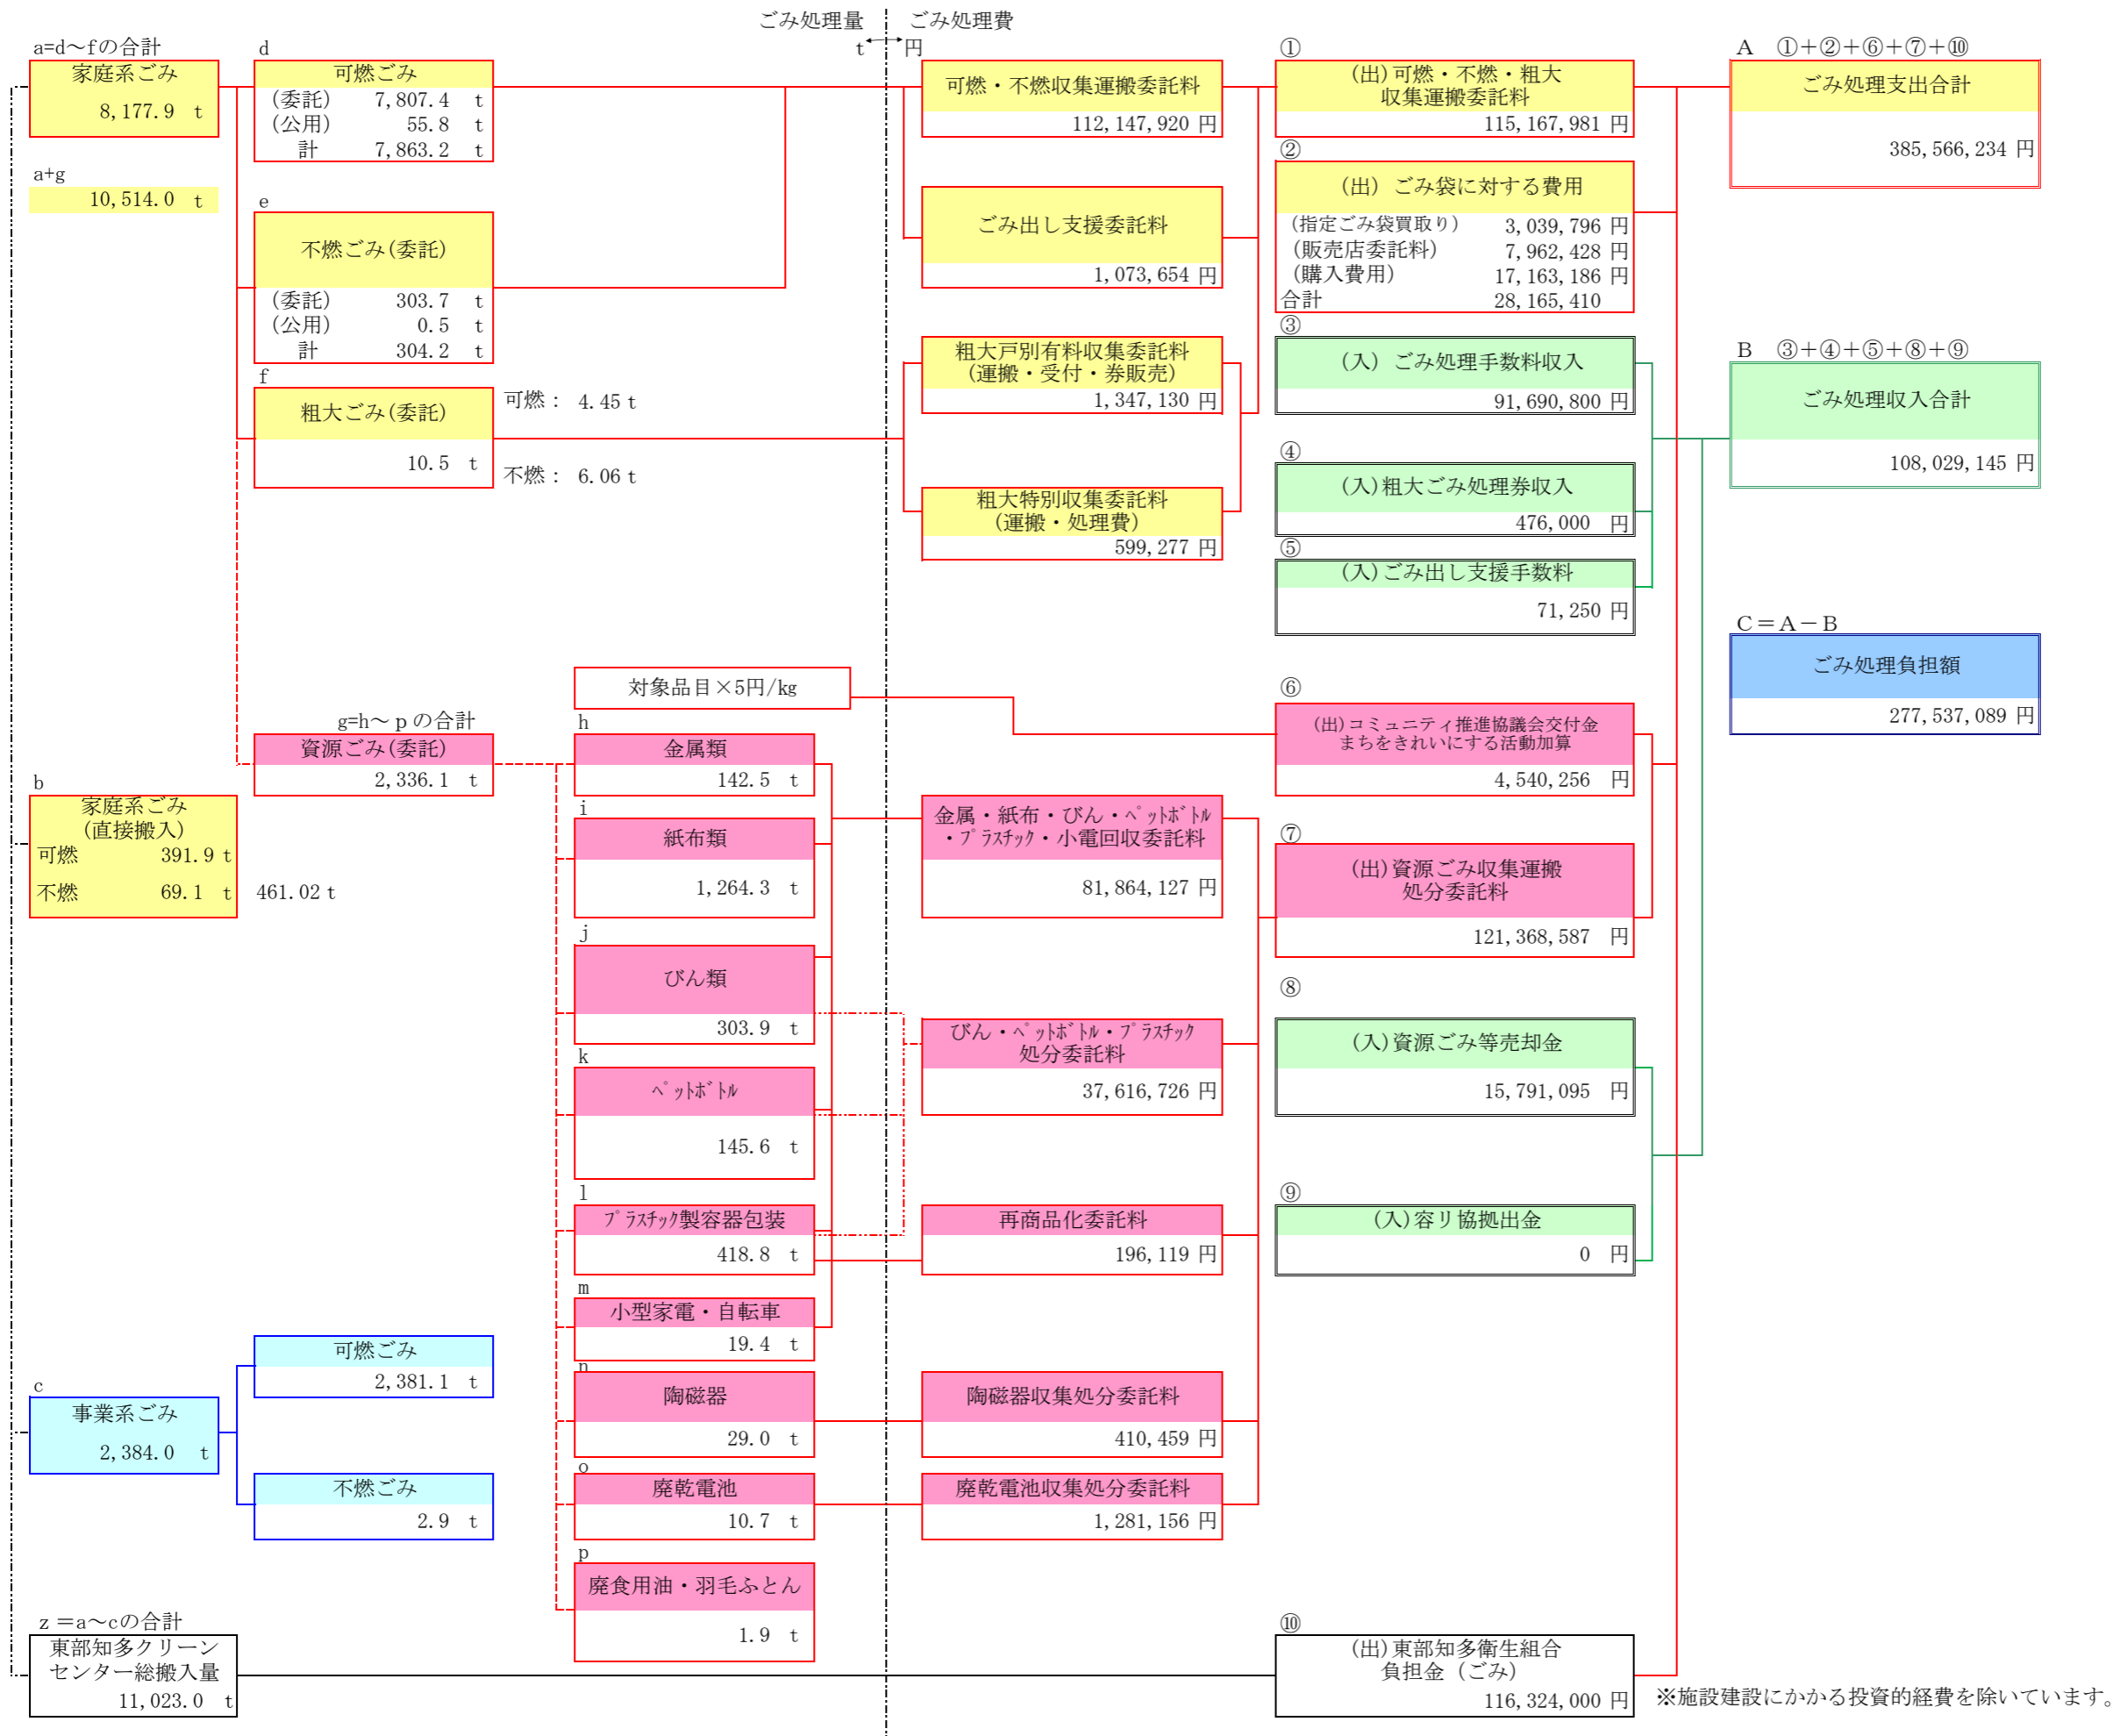 ごみ処理量
ごみ処理費
t
円
a=d～fの合計
家庭系ごみ
8,177.9 t
a+g
10,514.0 t
d
可燃ごみ
(委託) 7,807.4 t
(公用) 55.8 t
計 7,863.2 t
e
不燃ごみ(委託)
(委託) 303.7 t
(公用) 0.5 t
計 304.2 t
f
粗大ごみ(委託)
10.5 t
可燃： 4.45 t
不燃： 6.06 t
可燃・不燃収集運搬委託料
112,147,920 円
ごみ出し支援委託料
1,073,654 円
粗大戸別有料収集委託料
(運搬・受付・券販売)
1,347,130 円
粗大特別収集委託料
(運搬・処理費)
599,277 円
①
(出)可燃・不燃・粗大
収集運搬委託料
115,167,981 円
②
(出) ごみ袋に対する費用
(指定ごみ袋買取り) 3,039,796 円
(販売店委託料) 7,962,428 円
(購入費用) 17,163,186 円
合計 28,165,410
③
(入) ごみ処理手数料収入
91,690,800 円
④
(入)粗大ごみ処理券収入
476,000 円
⑤
(入)ごみ出し支援手数料
71,250 円
A ①＋②＋⑥＋⑦＋⑩
ごみ処理支出合計
385,566,234 円
B ③＋④＋⑤＋⑧＋⑨
ごみ処理収入合計
108,029,145 円
C＝A－B
ごみ処理負担額
277,537,089 円
対象品目×5円/kg
g=h～ｐの合計
資源ごみ(委託)
2,336.1 t
b
家庭系ごみ
(直接搬入)
可燃 391.9 t
不燃 69.1 t
461.02 t
h
金属類
142.5 t
i
紙布類
1,264.3 t
j
びん類
303.9 t
k
ﾍﾟｯﾄﾎﾞﾄﾙ
145.6 t
l
ﾌﾟﾗｽﾁｯｸ製容器包装
418.8 t
m
小型家電・自転車
19.4 t
n
陶磁器
29.0 t
o
廃乾電池
10.7 t
p
廃食用油・羽毛ふとん
1.9 t
金属・紙布・びん・ﾍﾟｯﾄﾎﾞﾄﾙ
・ﾌﾟﾗｽﾁｯｸ・小電回収委託料
81,864,127 円
びん・ﾍﾟｯﾄﾎﾞﾄﾙ・ﾌﾟﾗｽﾁｯｸ
処分委託料
37,616,726 円
再商品化委託料
196,119 円
陶磁器収集処分委託料
410,459 円
廃乾電池収集処分委託料
1,281,156 円
⑥
(出)コミュニティ推進協議会交付金
まちをきれいにする活動加算
4,540,256 円
⑦
(出)資源ごみ収集運搬
処分委託料
121,368,587 円
⑧
(入)資源ごみ等売却金
15,791,095 円
⑨
(入)容リ協拠出金
0 円
c
事業系ごみ
2,384.0 t
可燃ごみ
2,381.1 t
不燃ごみ
2.9 t
z＝a～cの合計
東部知多クリーン
センター総搬入量
11,023.0 t
⑩
(出)東部知多衛生組合
負担金（ごみ）
116,324,000 円
※施設建設にかかる投資的経費を除いています。